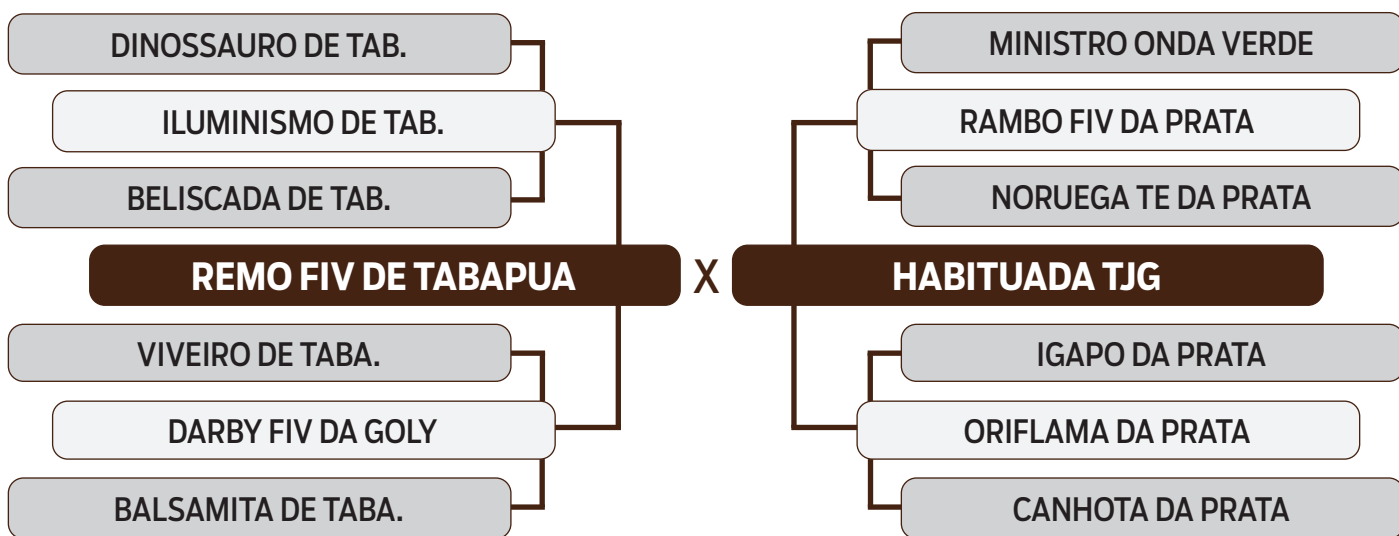 DINOSSAURO DE TAB.
ILUMINISMO DE TAB.
BELISCADA DE TAB.
REMO FIV DE TABAPUA
VIVEIRO DE TABA.
DARBY FIV DA GOLY
BALSAMITA DE TABA.
X
MINISTRO ONDA VERDE
RAMBO FIV DA PRATA
NORUEGA TE DA PRATA
HABITUADA TJG
IGAPO DA PRATA
ORIFLAMA DA PRATA
CANHOTA DA PRATA